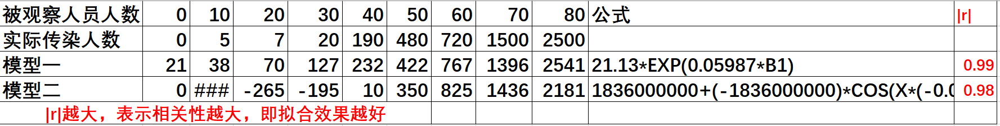 被观察人员人数 0 10 20 30 40 50 60 70 80 公式 |r|
实际传染人数 0 5 7 20 190 480 720 1500 2500
模型一 21 38 70 127 232 422 767 1396 2541 21.13*EXP(0.05987*B1) 0.99
模型二 0 ### -265 -195 10 350 825 1436 2181 1836000000+(-1836000000)*COS(X*(-0.0 0.98
|r|越大，表示相关性越大，即拟合效果越好